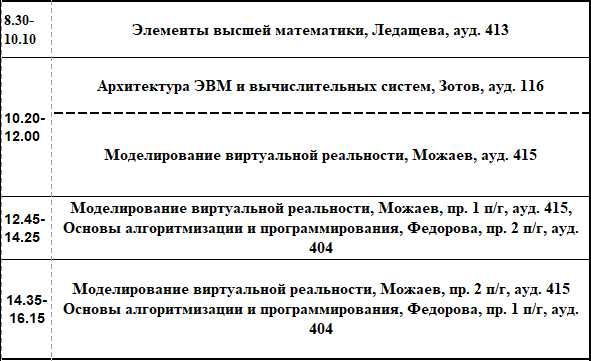 8.30-
10.10
Элементы высшей математики, Ледащева, ауд. 413
10.20-
12.00
Архитектура ЭВМ и вычислительных систем, Зотов, ауд. 116
Моделирование виртуальной реальности, Можаев, ауд. 415
12.45-
14.25
Моделирование виртуальной реальности, Можаев, пр. 1 п/г, ауд. 415,
Основы алгоритмизации и программирования, Федорова, пр. 2 п/г, ауд.
404
14.35-
16.15
Моделирование виртуальной реальности, Можаев, пр. 2 п/г, ауд. 415
Основы алгоритмизации и программирования, Федорова, пр. 1 п/г, ауд.
404